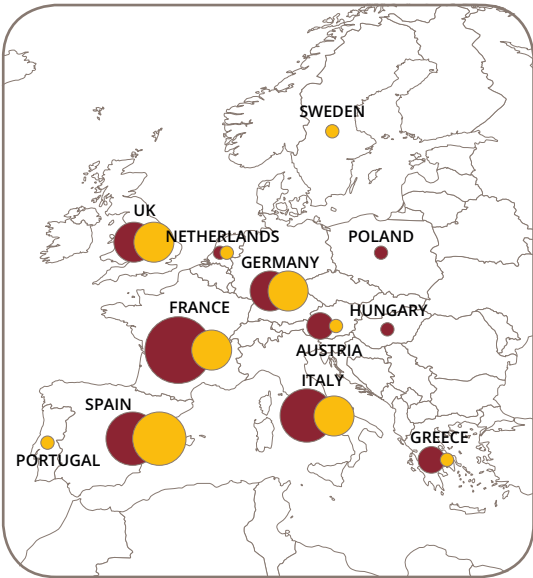 SWEDEN
UK
NETHERLANDS
POLAND
GERMANY
FRANCE
HUNGARY
AUSTRIA
ITALY
SPAIN
GREECE
PORTUGAL